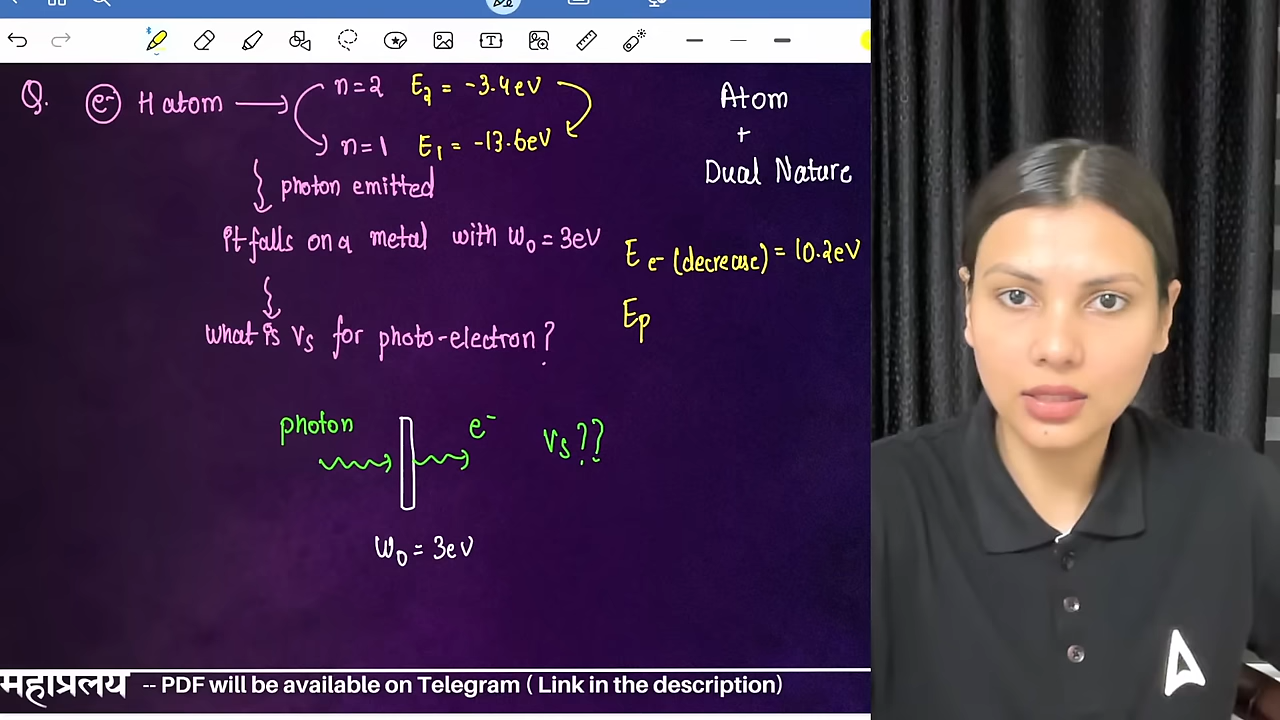 Q. e⁻ H atom → n=2 E₂ = -3.4eV
n=1 E₁ = -13.6eV
photon emitted
it falls on a metal with W₀ = 3eV
what is Vs for photo-electron?
Atom
+
Dual Nature
E e⁻ (decrease) = 10.2eV
Ep
photon e⁻ Vs??
W₀ = 3eV
महाप्रलय -- PDF will be available on Telegram ( Link in the description)